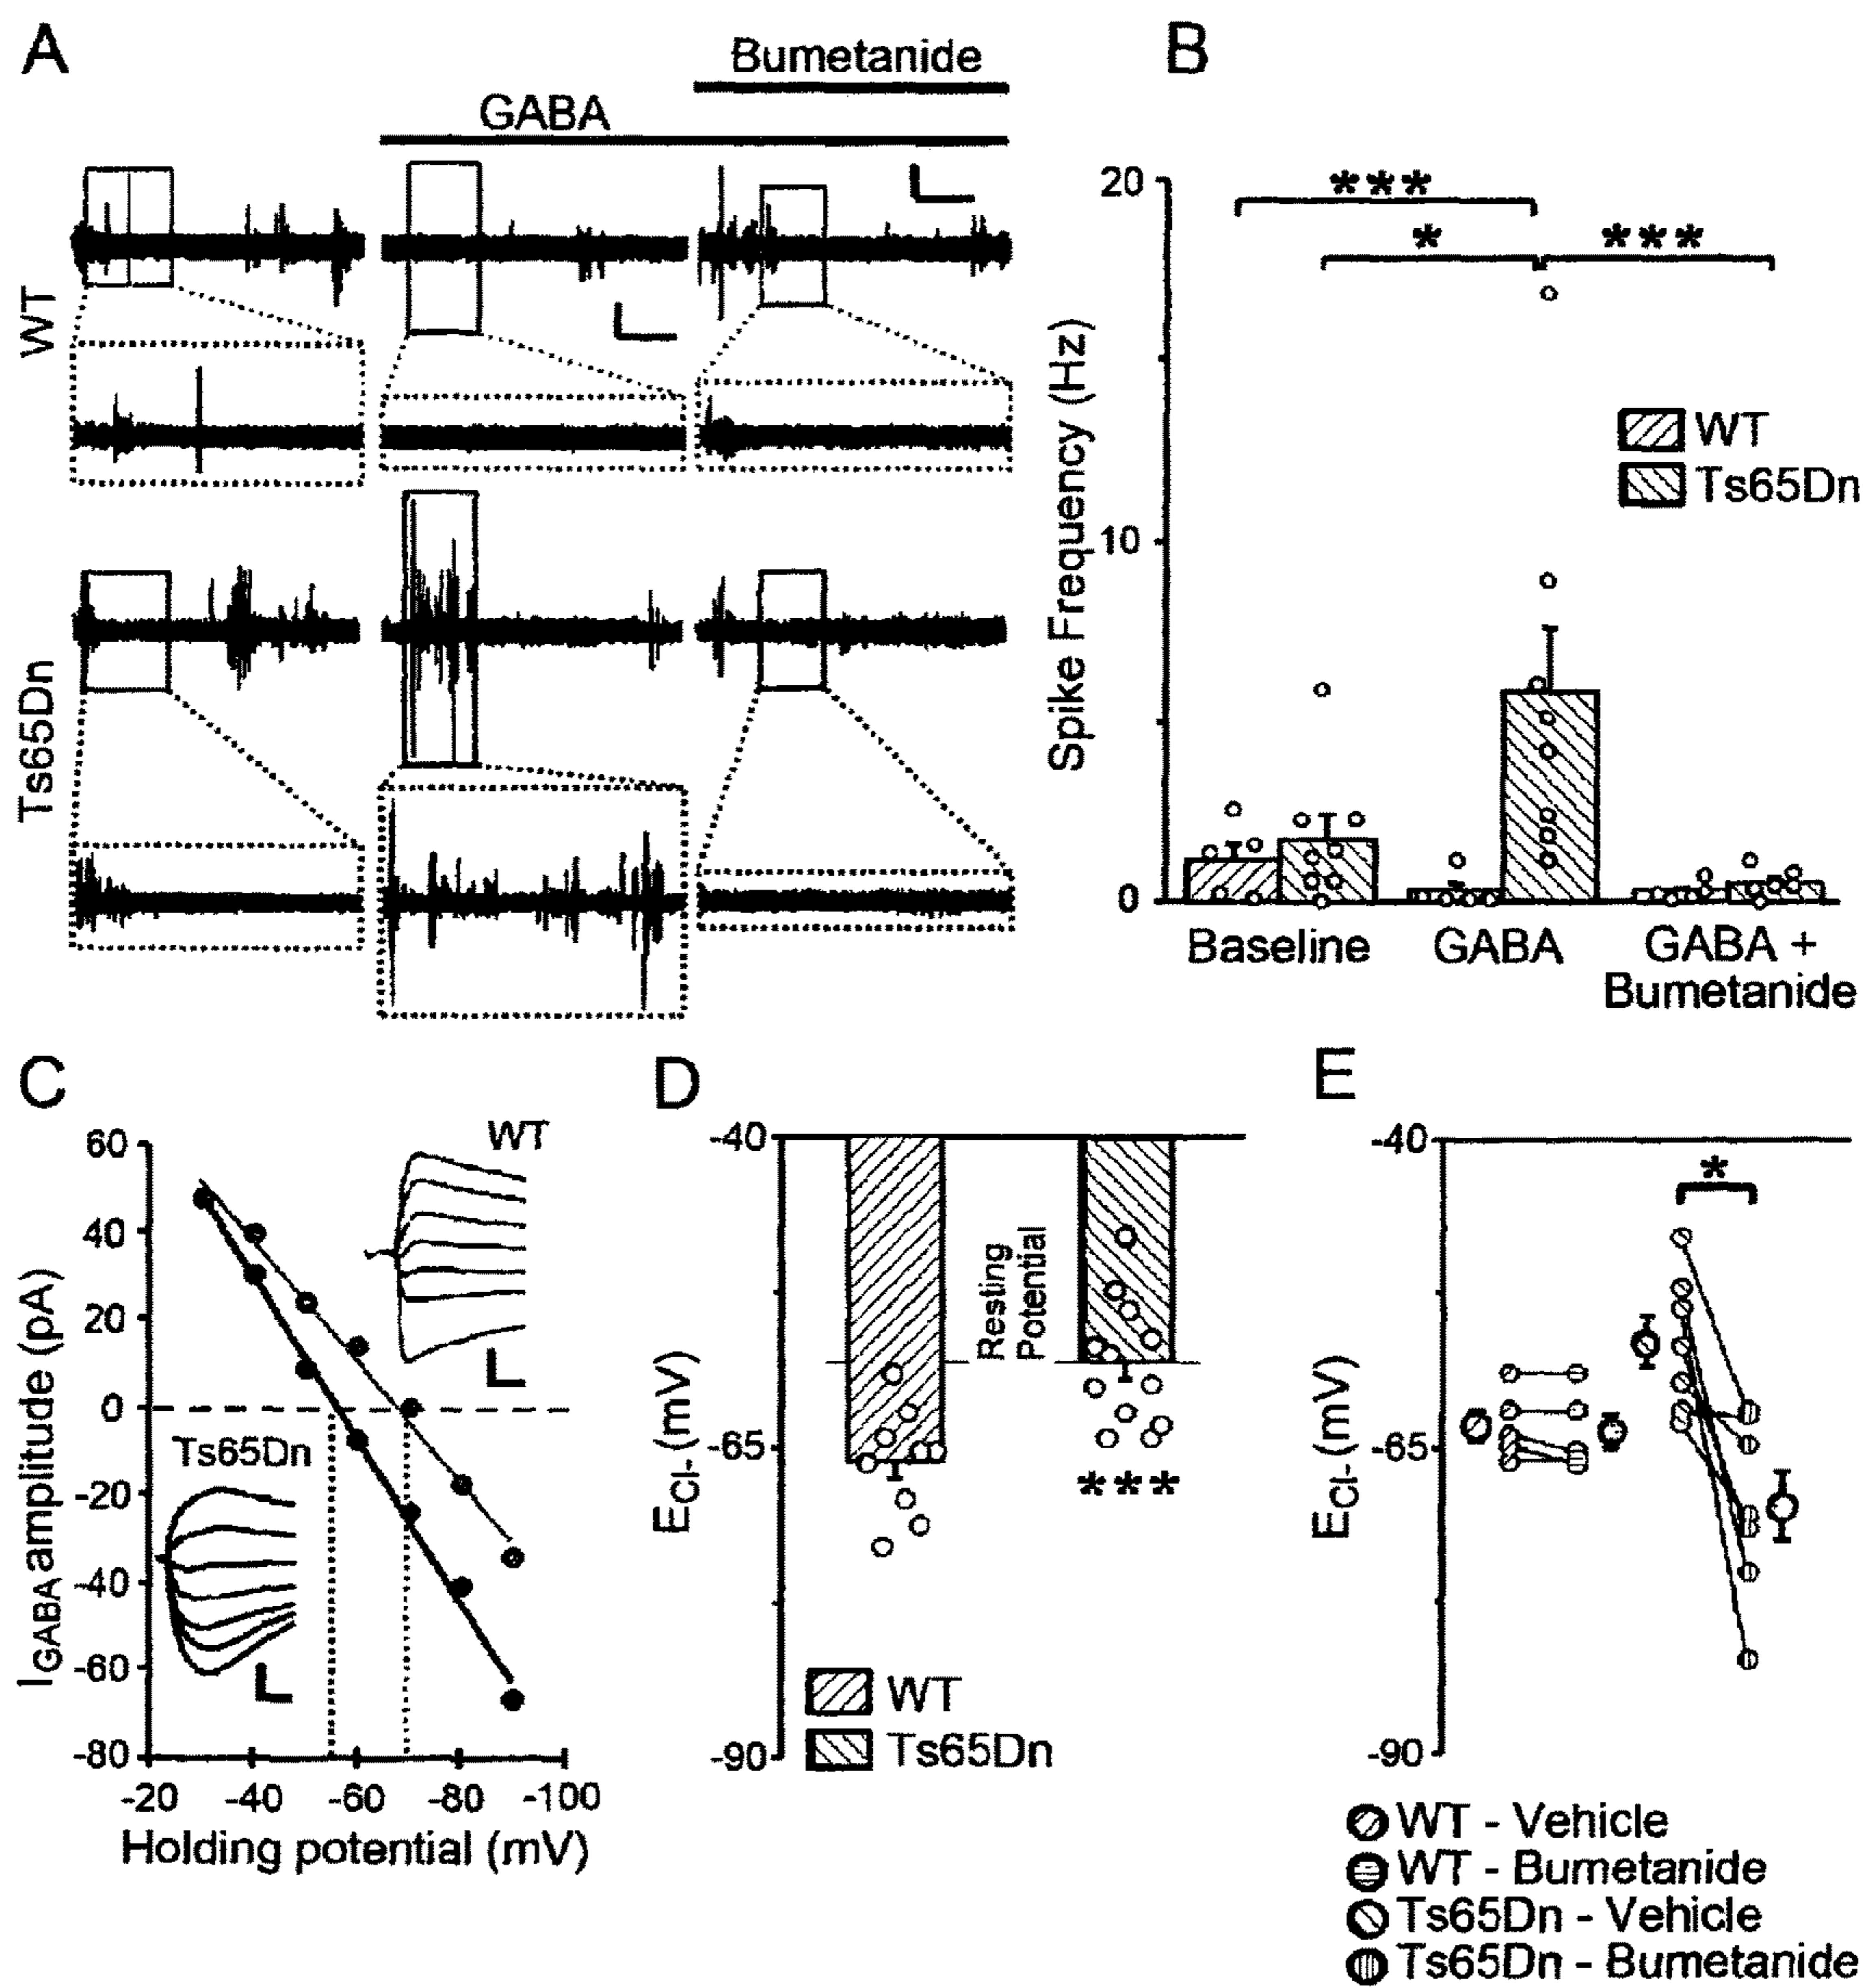 A
Bumetanide
GABA
WT
Ts65Dn
B
Spike Frequency (Hz)
20
10
0
***
*
***
WT
Ts65Dn
Baseline
GABA
GABA +
Bumetanide
C
IGABA amplitude (pA)
60
40
20
0
-20
-40
-60
-80
WT
Ts65Dn
-20
-40
-60
-80
-100
Holding potential (mV)
D
ECl- (mV)
-40
-65
-90
Resting
Potential
***
WT
Ts65Dn
E
ECl- (mV)
-40
-65
-90
*
WT - Vehicle
WT - Bumetanide
Ts65Dn - Vehicle
Ts65Dn - Bumetanide